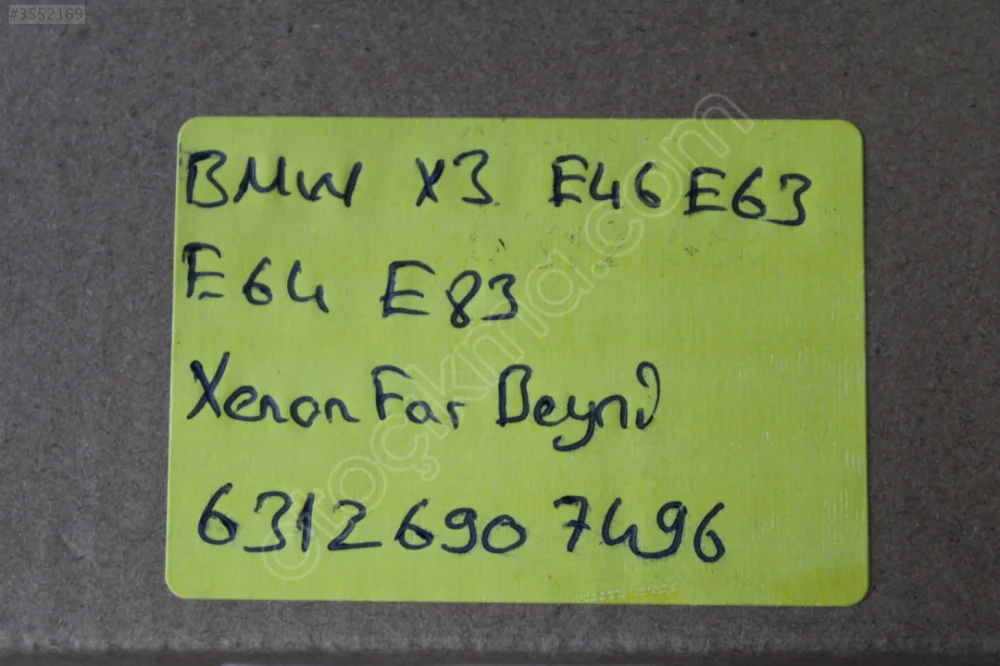 #3552169
BMW X3 E46 E63
E64 E83
Xenon Far Beyni
6312 690 7496